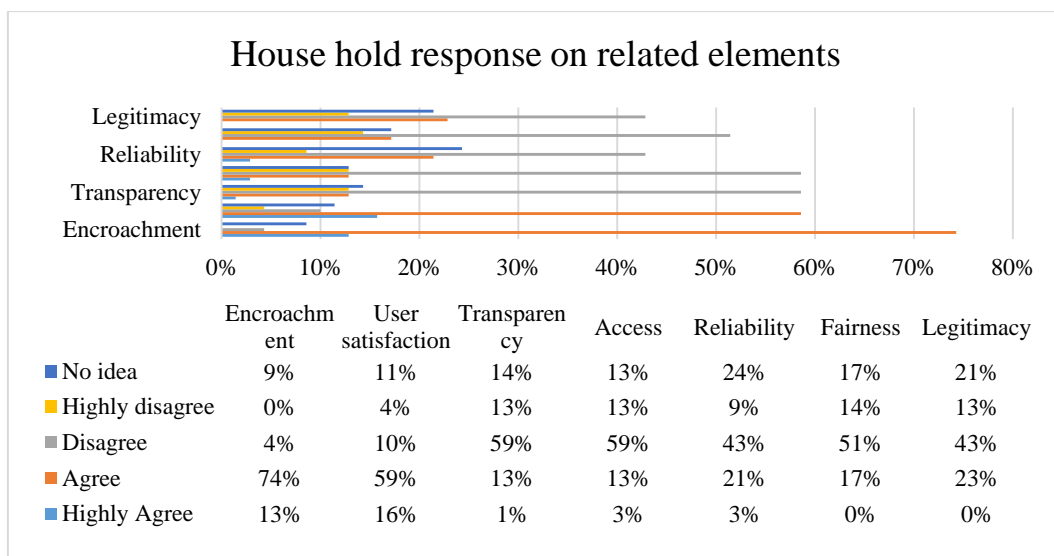 House hold response on related elements
Legitimacy
Reliability
Transparency
Encroachment
0% 10% 20% 30% 40% 50% 60% 70% 80%
Encroachm
ent
User
satisfaction
Transparen
cy
Access
Reliability
Fairness
Legitimacy
No idea 9% 11% 14% 13% 24% 17% 21%
Highly disagree 0% 4% 13% 13% 9% 14% 13%
Disagree 4% 10% 59% 59% 43% 51% 43%
Agree 74% 59% 13% 13% 21% 17% 23%
Highly Agree 13% 16% 1% 3% 3% 0% 0%